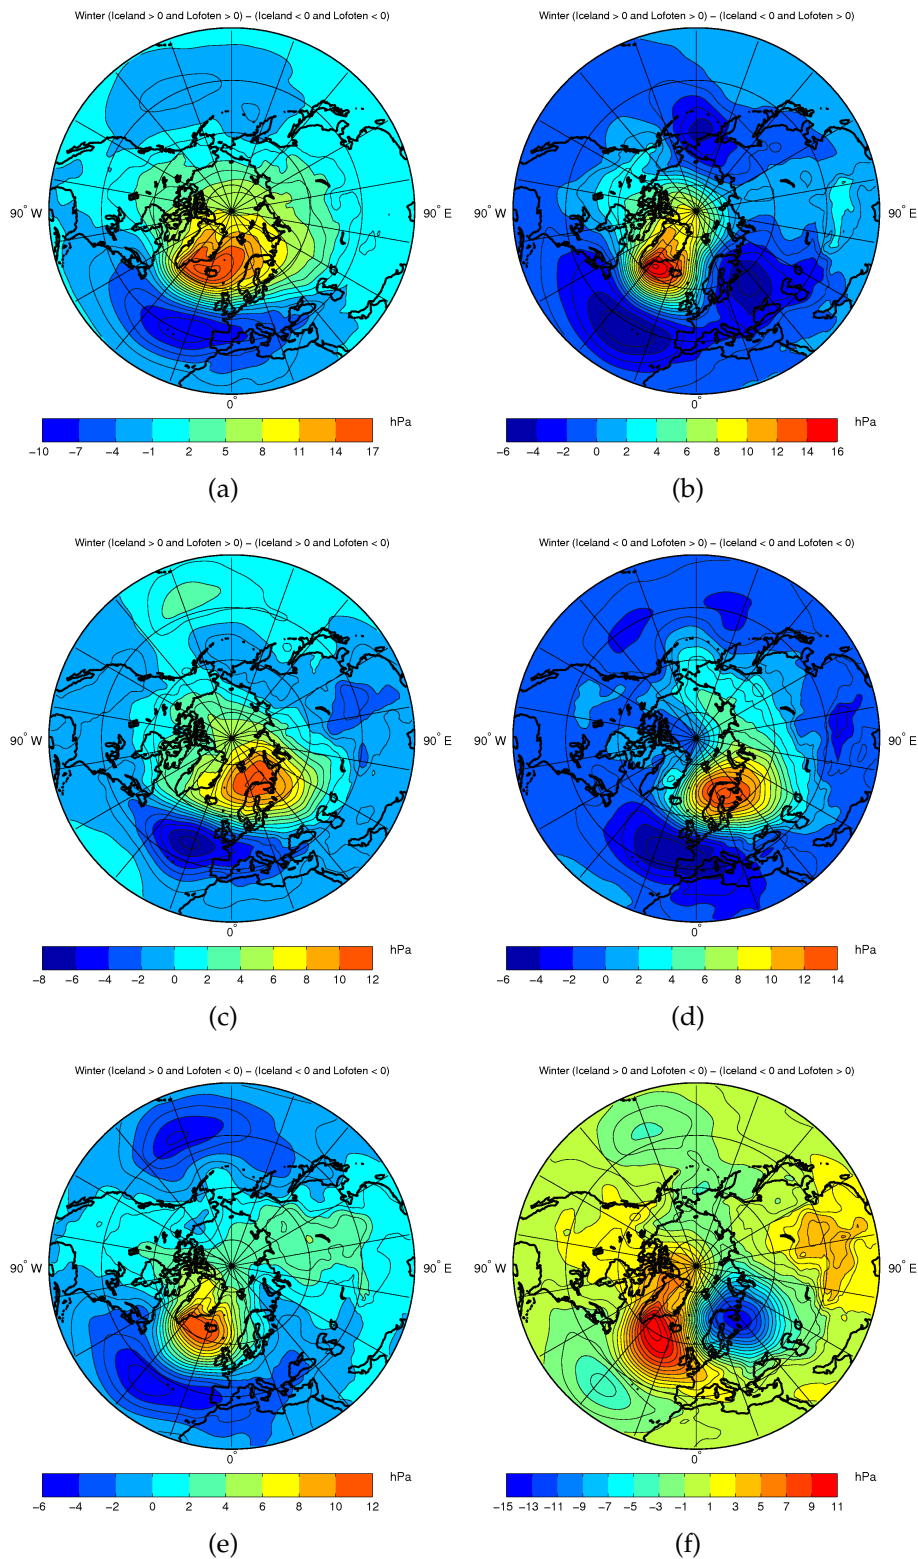 Winter (Iceland > 0 and Lofoten > 0) − (Iceland < 0 and Lofoten < 0)
90° W
90° E
0°
hPa
−10 −7 −4 −1 2 5 8 11 14 17
(a)
Winter (Iceland > 0 and Lofoten > 0) − (Iceland < 0 and Lofoten > 0)
90° W
90° E
0°
hPa
−6 −4 −2 0 2 4 6 8 10 12 14 16
(b)
Winter (Iceland > 0 and Lofoten > 0) − (Iceland > 0 and Lofoten < 0)
90° W
90° E
0°
hPa
−8 −6 −4 −2 0 2 4 6 8 10 12
(c)
Winter (Iceland < 0 and Lofoten > 0) − (Iceland < 0 and Lofoten < 0)
90° W
90° E
0°
hPa
−6 −4 −2 0 2 4 6 8 10 12 14
(d)
Winter (Iceland > 0 and Lofoten < 0) − (Iceland < 0 and Lofoten < 0)
90° W
90° E
0°
hPa
−6 −4 −2 0 2 4 6 8 10 12
(e)
Winter (Iceland > 0 and Lofoten < 0) − (Iceland < 0 and Lofoten > 0)
90° W
90° E
0°
hPa
−15 −13 −11 −9 −7 −5 −3 −1 1 3 5 7 9 11
(f)